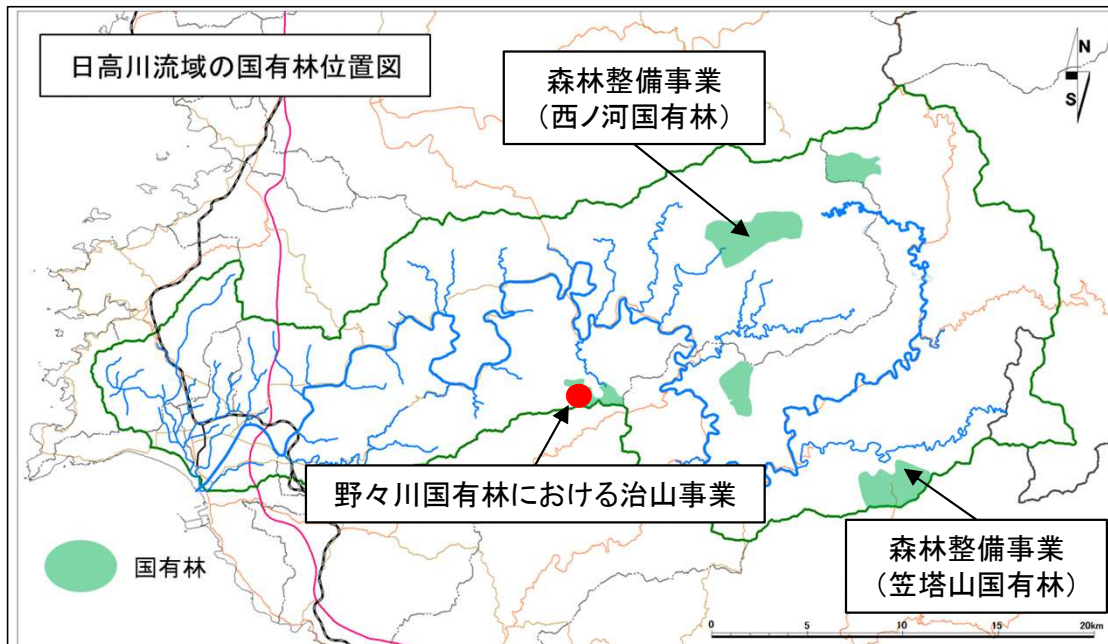 日高川流域の国有林位置図
森林整備事業
（西ノ河国有林）
N
S
野々川国有林における治山事業
森林整備事業
（笠塔山国有林）
国有林
0 5 10 15 20km